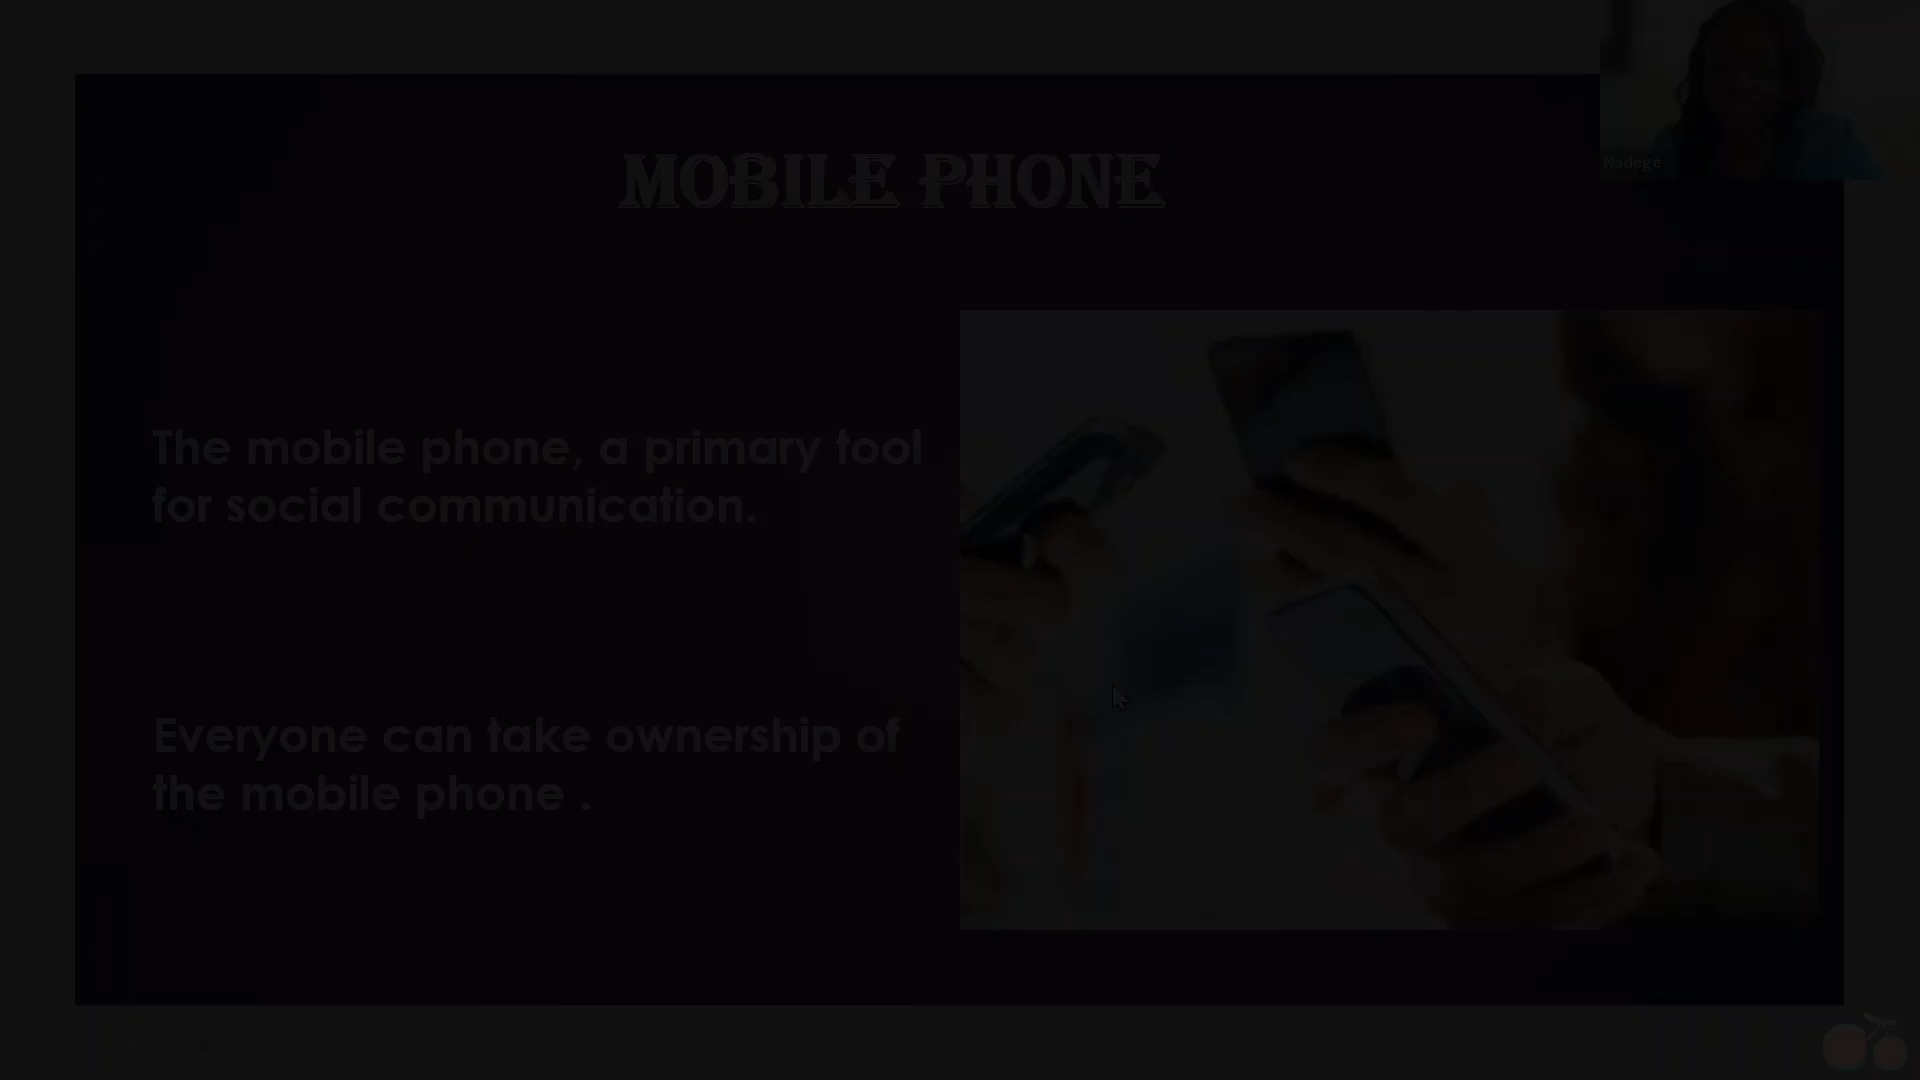 MOBILE PHONE
Nadege
The mobile phone, a primary tool
for social communication.
Everyone can take ownership of
the mobile phone .